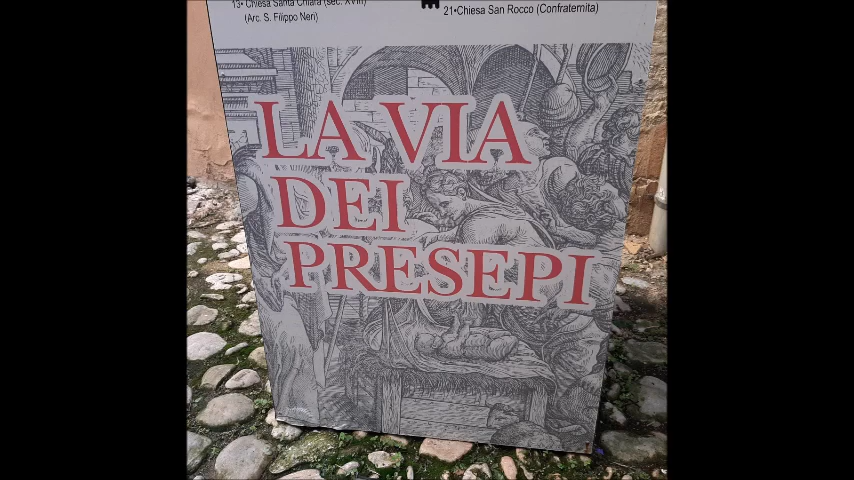 13• Chiesa Santa Chiara (sec. XVIII)
(Arc. S. Filippo Neri)
21•Chiesa San Rocco (Confraternita)
LA VIA
DEI
PRESEPI